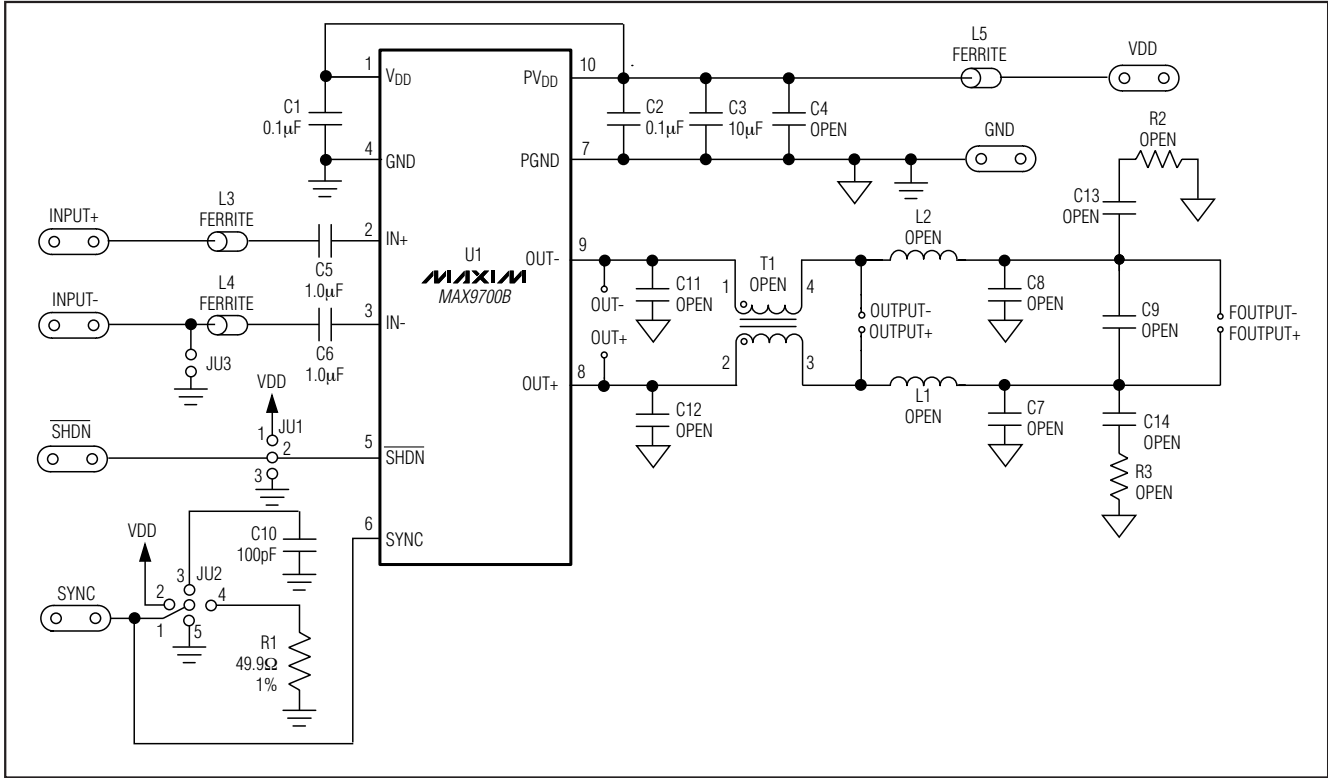 L5
FERRITE
VDD
1
VDD
PVDD
10
C1
0.1µF
C2
0.1µF
C3
10µF
C4
OPEN
R2
OPEN
GND
4
GND
PGND
7
L3
FERRITE
INPUT+
C13
OPEN
L2
OPEN
2
IN+
C5
1.0µF
U1
MAXIM
MAX9700B
OUT-
9
T1
OPEN
1
4
C11
OPEN
OUT-
OUT+
OUTPUT-
OUTPUT+
C8
OPEN
C9
OPEN
FOUTPUT-
FOUTPUT+
INPUT-
L4
FERRITE
3
IN-
C6
1.0µF
JU3
2
3
OUT+
8
C12
OPEN
L1
OPEN
C7
OPEN
C14
OPEN
R3
OPEN
VDD
1
JU1
2
3
SHDN
5
SHDN
6
SYNC
VDD
C10
100pF
3
JU2
2
4
1
5
SYNC
R1
49.9Ω
1%